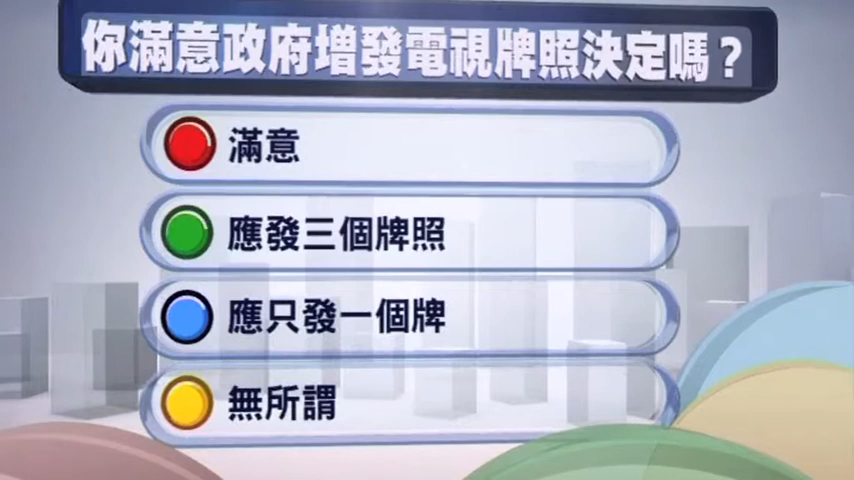 你滿意政府增發電視牌照決定嗎？
滿意
應發三個牌照
應只發一個牌
無所謂